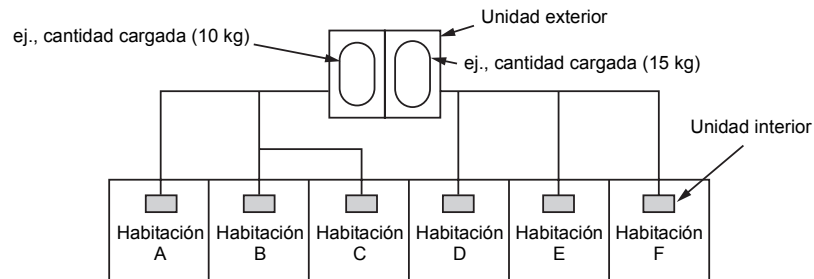 Unidad exterior
ej., cantidad cargada (10 kg)
ej., cantidad cargada (15 kg)
Unidad interior
Habitación A
Habitación B
Habitación C
Habitación D
Habitación E
Habitación F